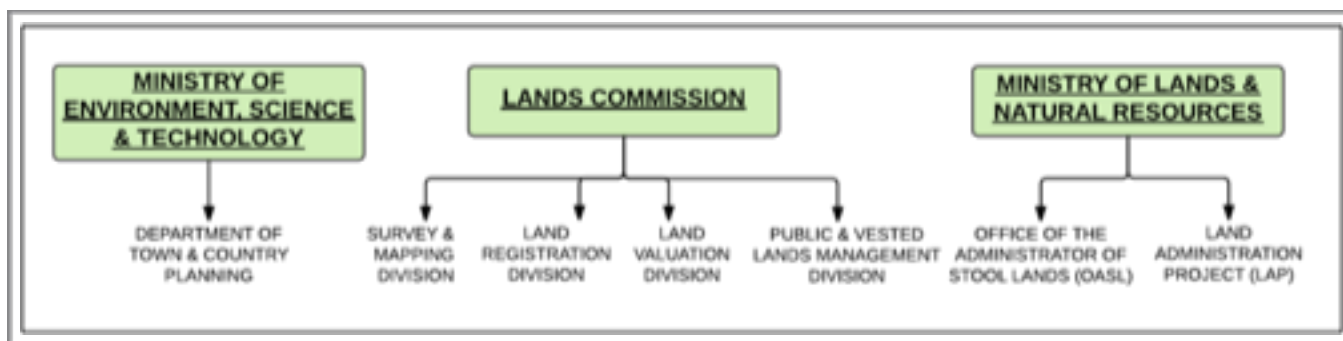 MINISTRY OF
ENVIRONMENT, SCIENCE
& TECHNOLOGY
LANDS COMMISSION
MINISTRY OF LANDS &
NATURAL RESOURCES
DEPARTMENT OF
TOWN & COUNTRY
PLANNING
SURVEY &
MAPPING
DIVISION
LAND
REGISTRATION
DIVISION
LAND
VALUATION
DIVISION
PUBLIC & VESTED
LANDS MANAGEMENT
DIVISION
OFFICE OF THE
ADMINISTRATOR OF
STOOL LANDS (OASL)
LAND
ADMINISTRATION
PROJECT (LAP)